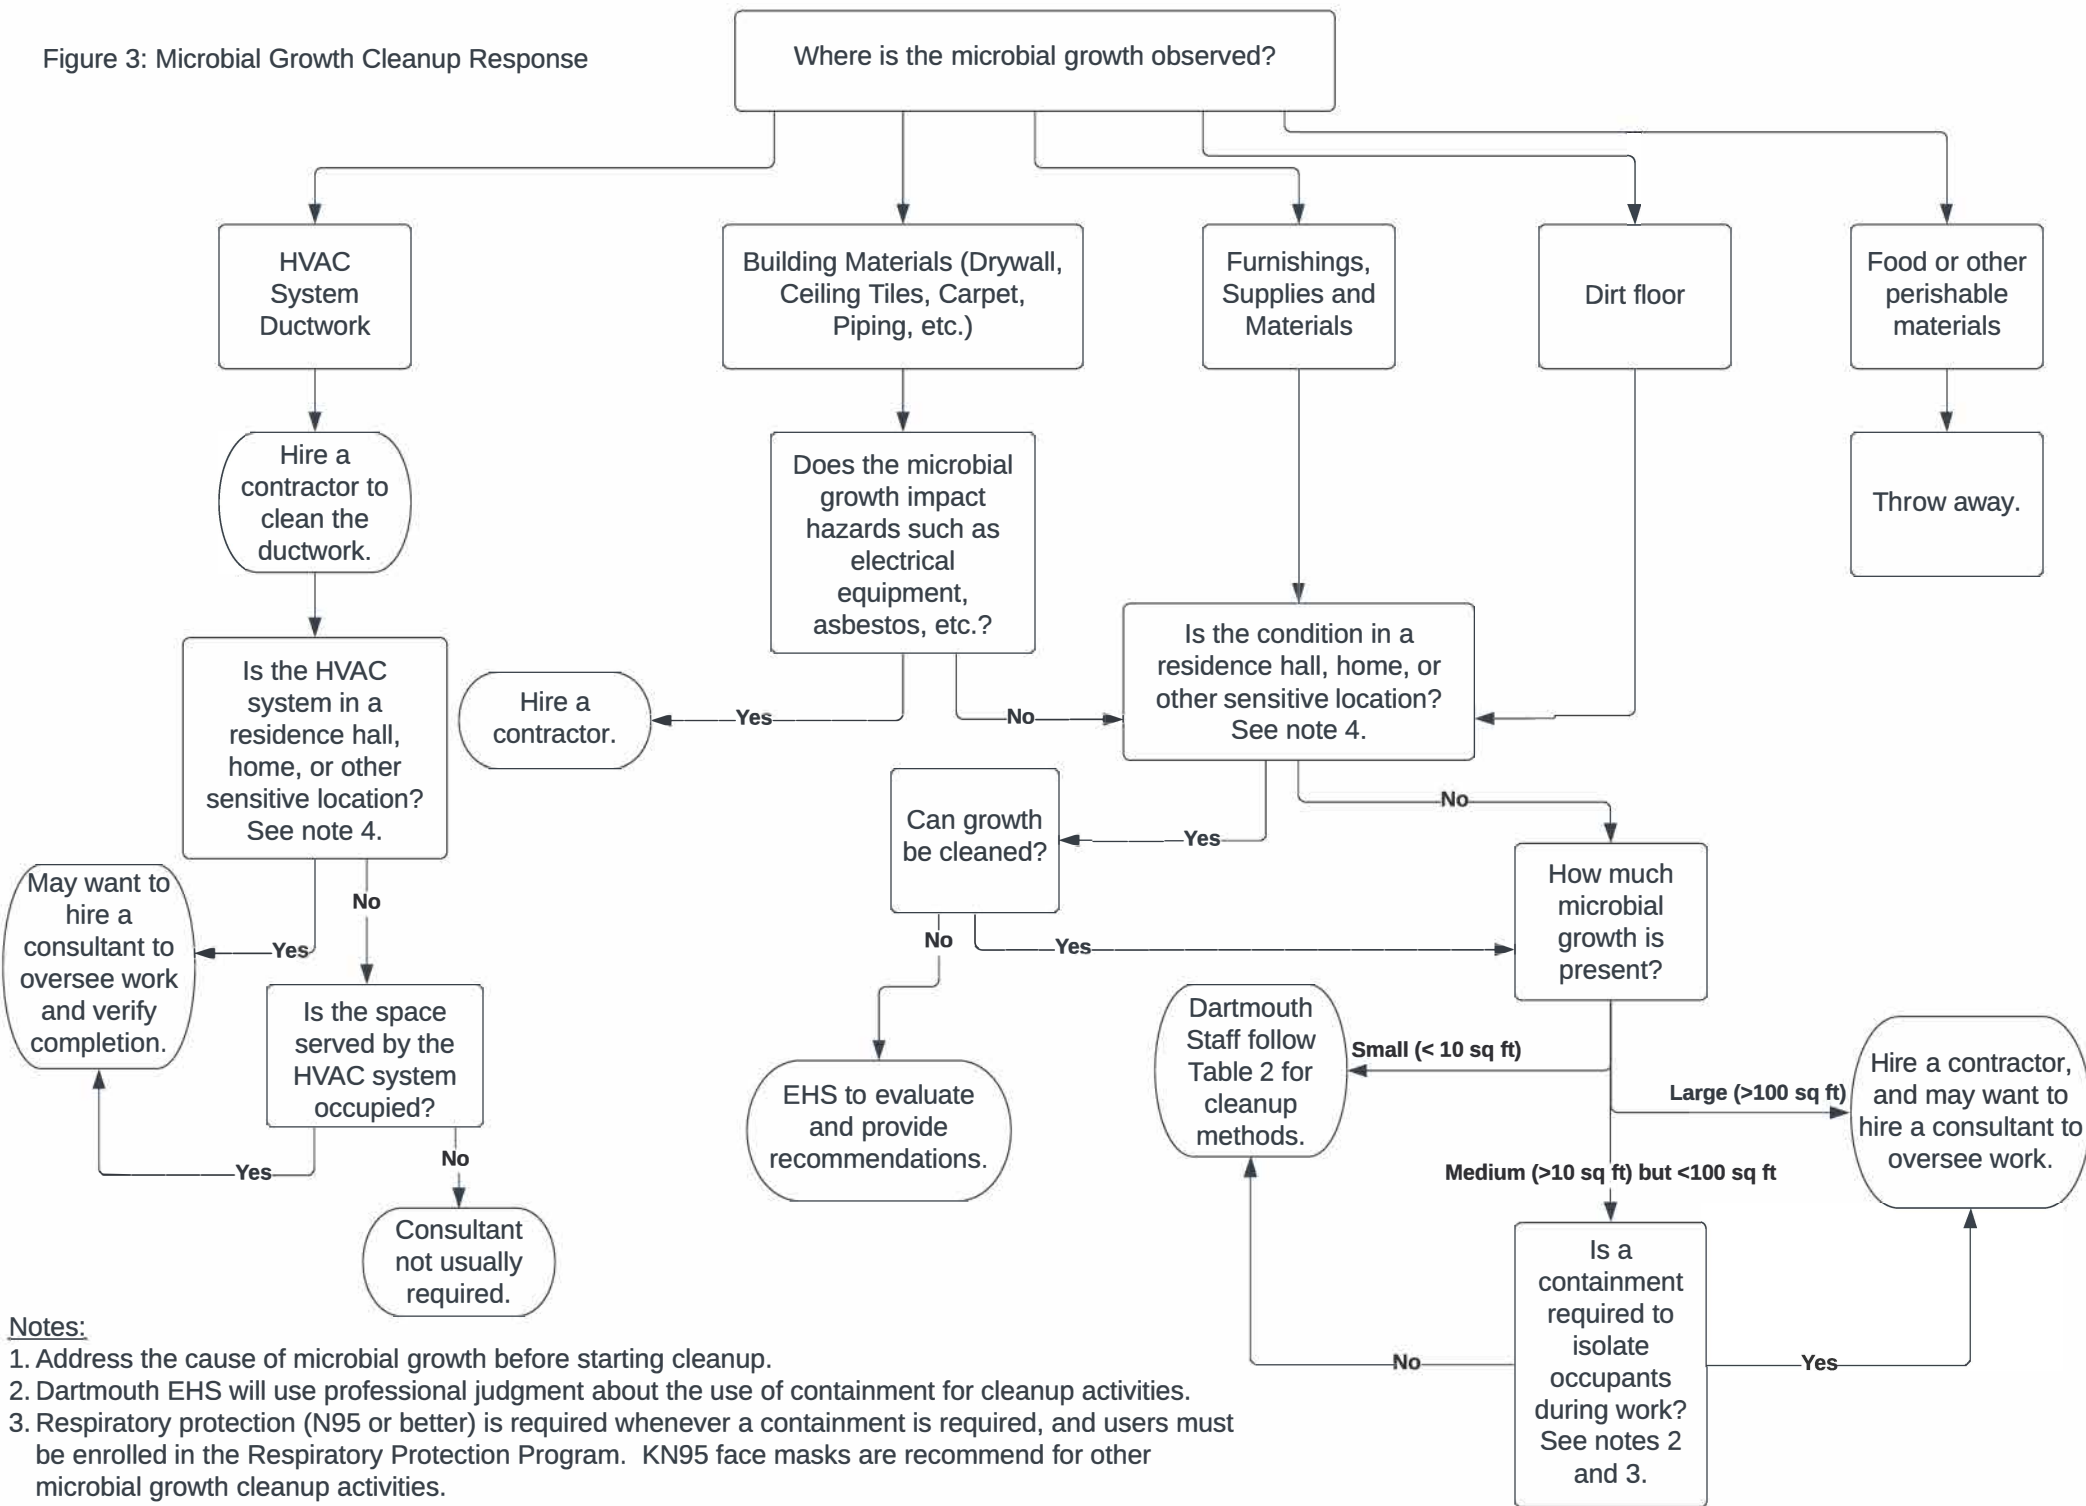 Figure 3: Microbial Growth Cleanup Response
Where is the microbial growth observed?
HVAC
System
Ductwork
Building Materials (Drywall,
Ceiling Tiles, Carpet,
Piping, etc.)
Furnishings,
Supplies and
Materials
Dirt floor
Food or other
perishable
materials
Hire a
contractor to
clean the
ductwork.
Does the microbial
growth impact
hazards such as
electrical
equipment,
asbestos, etc.?
Throw away.
Is the HVAC
system in a
residence hall,
home, or other
sensitive location?
See note 4.
Hire a
contractor.
Yes
No
Is the condition in a
residence hall, home, or
other sensitive location?
See note 4.
Can growth
be cleaned?
Yes
No
How much
microbial
growth is
present?
May want to
hire a
consultant to
oversee work
and verify
completion.
Yes
No
Is the space
served by the
HVAC system
occupied?
Yes
No
Consultant
not usually
required.
No
Yes
EHS to evaluate
and provide
recommendations.
Dartmouth
Staff follow
Table 2 for
cleanup
methods.
Small (< 10 sq ft)
Large (>100 sq ft)
Hire a contractor,
and may want to
hire a consultant to
oversee work.
Medium (>10 sq ft) but <100 sq ft
Is a
containment
required to
isolate
occupants
during work?
See notes 2
and 3.
No
Yes
Notes:
1. Address the cause of microbial growth before starting cleanup.
2. Dartmouth EHS will use professional judgment about the use of containment for cleanup activities.
3. Respiratory protection (N95 or better) is required whenever a containment is required, and users must
be enrolled in the Respiratory Protection Program. KN95 face masks are recommend for other
microbial growth cleanup activities.